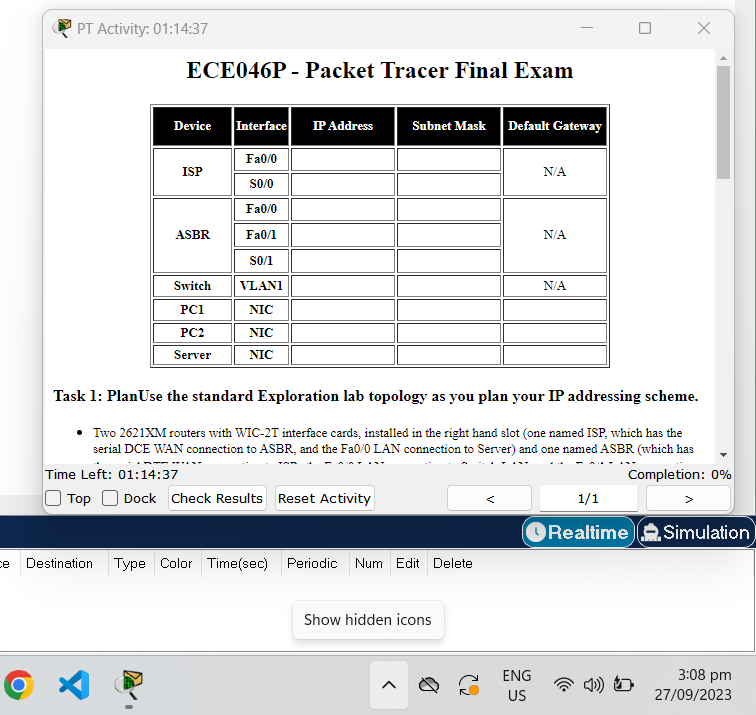 PT Activity: 01:14:37
ECE046P - Packet Tracer Final Exam
Device Interface IP Address Subnet Mask Default Gateway
ISP Fa0/0 N/A
S0/0
ASBR Fa0/0 N/A
Fa0/1
S0/1
Switch VLAN1 N/A
PC1 NIC
PC2 NIC
Server NIC
Task 1: PlanUse the standard Exploration lab topology as you plan your IP addressing scheme.
• Two 2621XM routers with WIC-2T interface cards, installed in the right hand slot (one named ISP, which has the
serial DCE WAN connection to ASBR, and the Fa0/0 LAN connection to Server) and one named ASBR (which has
Time Left: 01:14:37 Completion: 0%
Top Dock Check Results Reset Activity < 1/1 >
Realtime Simulation
ce Destination Type Color Time(sec) Periodic Num Edit Delete
Show hidden icons
ENG
US
3:08 pm
27/09/2023